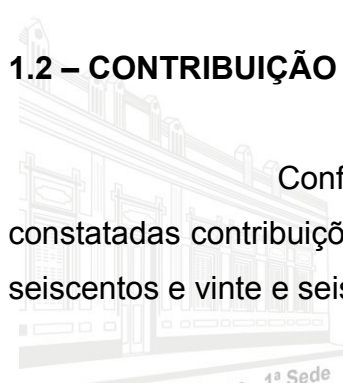 1.2 – CONTRIBUIÇÃO
Conf
constatadas contribuiçõ
seiscentos e vinte e seis
1ª Sede